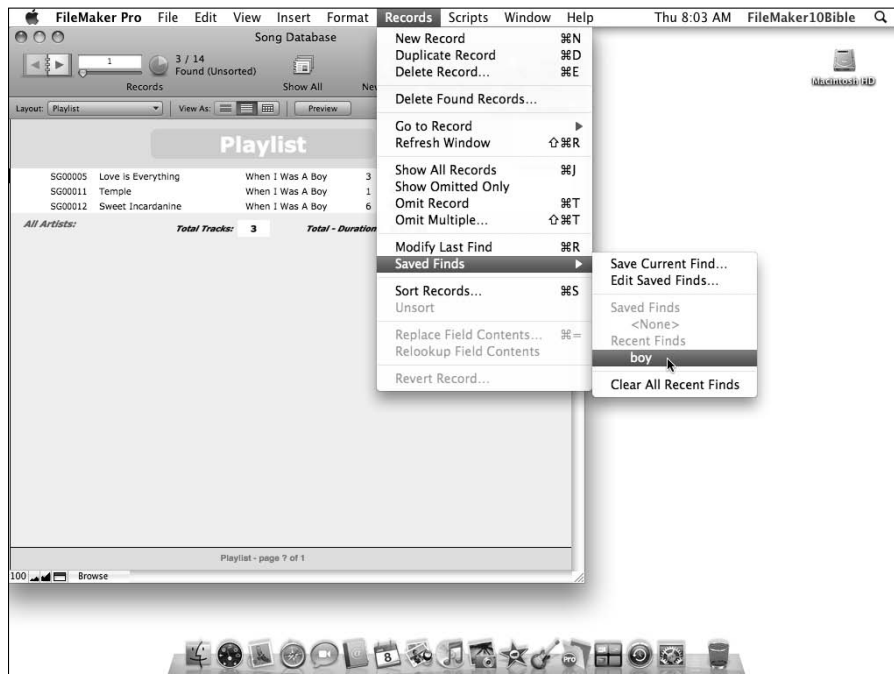 FileMaker Pro File Edit View Insert Format Records Scripts Window Help Thu 8:03 AM FileMaker10Bible
Song Database
1
3 / 14
Found (Unsorted)
Records
Show All
Layout: Playlist
View As:
Preview
Playlist
SG00005 Love is Everything When I Was A Boy 3
SG00011 Temple When I Was A Boy 1
SG00012 Sweet Incardanine When I Was A Boy 6
All Artists: Total Tracks: 3 Total - Duration
Playlist - page ? of 1
100 Browse
New Record ⌘N
Duplicate Record ⌘D
Delete Record... ⌘E
Delete Found Records...
Go to Record
Refresh Window ⇧⌘R
Show All Records ⌘J
Show Omitted Only
Omit Record ⌘T
Omit Multiple... ⇧⌘T
Modify Last Find ⌘R
Saved Finds
Sort Records... ⌘S
Unsort
Replace Field Contents... ⌘=
Relookup Field Contents
Revert Record...
Save Current Find...
Edit Saved Finds...
Saved Finds
<None>
Recent Finds
boy
Clear All Recent Finds
Macintosh HD
8
Pro